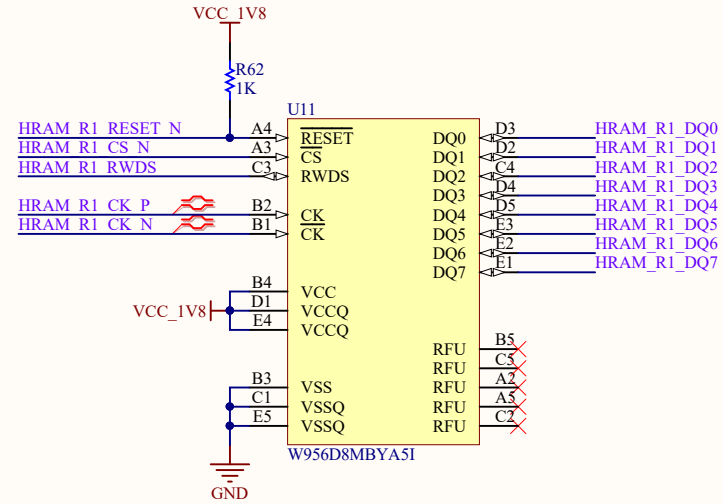 VCC_1V8
R62
1K
U11
HRAM_R1_RESET_N A4 RESET DQ0 D3 HRAM_R1_DQ0
HRAM_R1_CS_N A3 CS DQ1 D2 HRAM_R1_DQ1
HRAM_R1_RWDS C3 RWDS DQ2 C4 HRAM_R1_DQ2
DQ3 D4 HRAM_R1_DQ3
HRAM_R1_CK_P B2 CK DQ4 D5 HRAM_R1_DQ4
HRAM_R1_CK_N B1 CK DQ5 E3 HRAM_R1_DQ5
DQ6 E2 HRAM_R1_DQ6
DQ7 E1 HRAM_R1_DQ7
B4 VCC
VCC_1V8 D1 VCCQ
E4 VCCQ
RFU B5
RFU C5
B3 VSS RFU A2
C1 VSSQ RFU A5
E5 VSSQ RFU C2
W956D8MBYA5I
GND